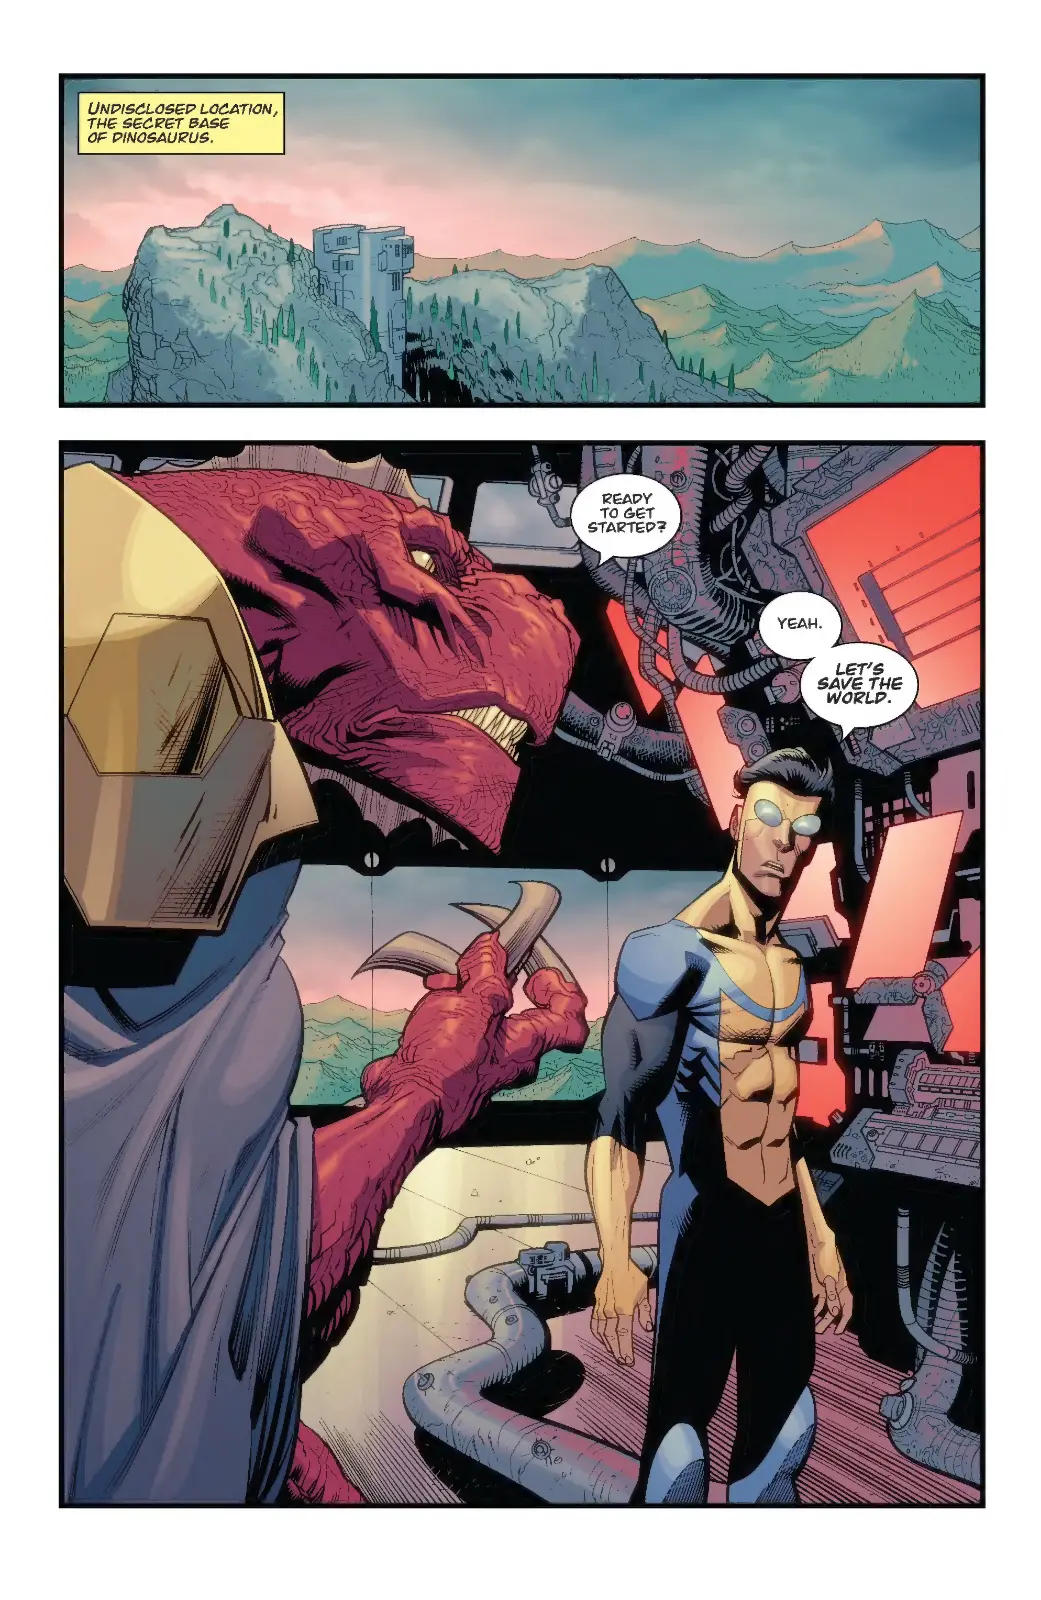 UNDISCLOSED LOCATION,
THE SECRET BASE
OF DINOSAURUS.
READY
TO GET
STARTED?
YEAH.
LET'S
SAVE THE
WORLD.